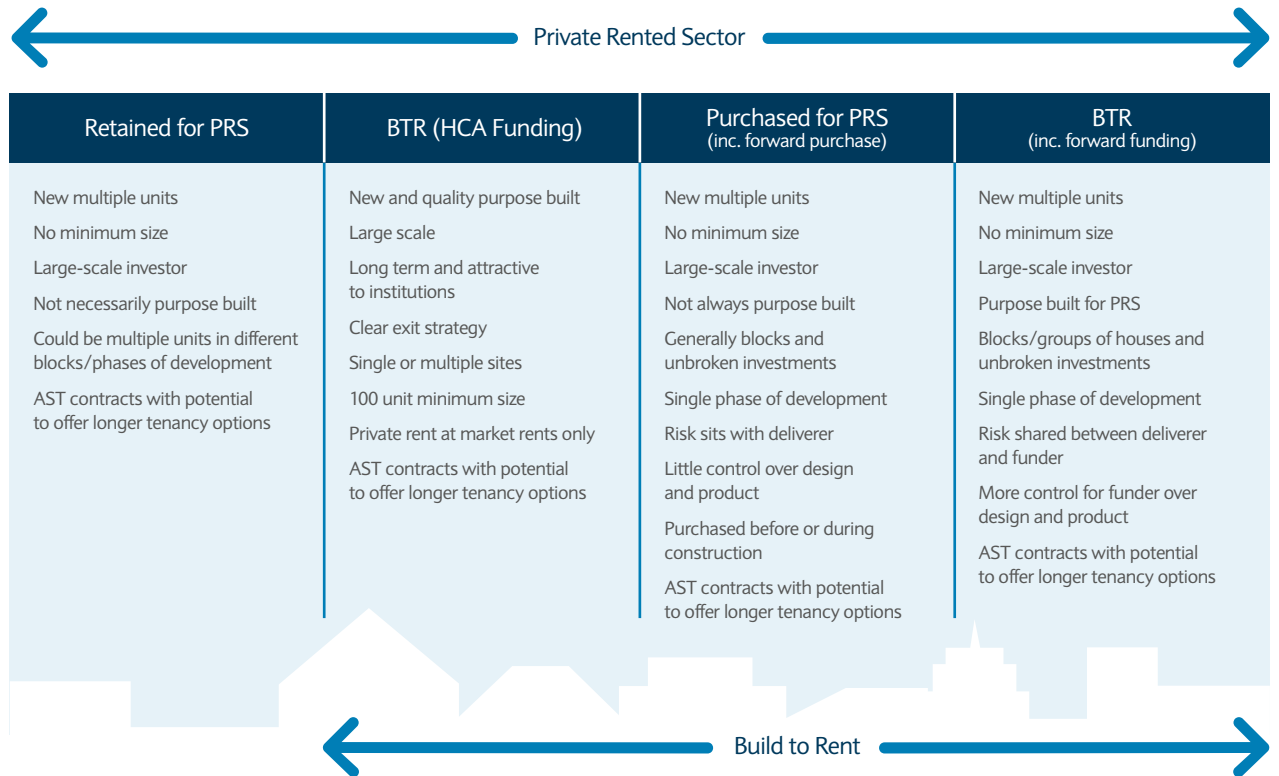 Private Rented Sector
Retained for PRS
New multiple units
No minimum size
Large-scale investor
Not necessarily purpose built
Could be multiple units in different
blocks/phases of development
AST contracts with potential
to offer longer tenancy options
BTR (HCA Funding)
New and quality purpose built
Large scale
Long term and attractive
to institutions
Clear exit strategy
Single or multiple sites
100 unit minimum size
Private rent at market rents only
AST contracts with potential
to offer longer tenancy options
Purchased for PRS
(inc. forward purchase)
New multiple units
No minimum size
Large-scale investor
Not always purpose built
Generally blocks and
unbroken investments
Single phase of development
Risk sits with deliverer
Little control over design
and product
Purchased before or during
construction
AST contracts with potential
to offer longer tenancy options
BTR
(inc. forward funding)
New multiple units
No minimum size
Large-scale investor
Purpose built for PRS
Blocks/groups of houses and
unbroken investments
Single phase of development
Risk shared between deliverer
and funder
More control for funder over
design and product
AST contracts with potential
to offer longer tenancy options
Build to Rent